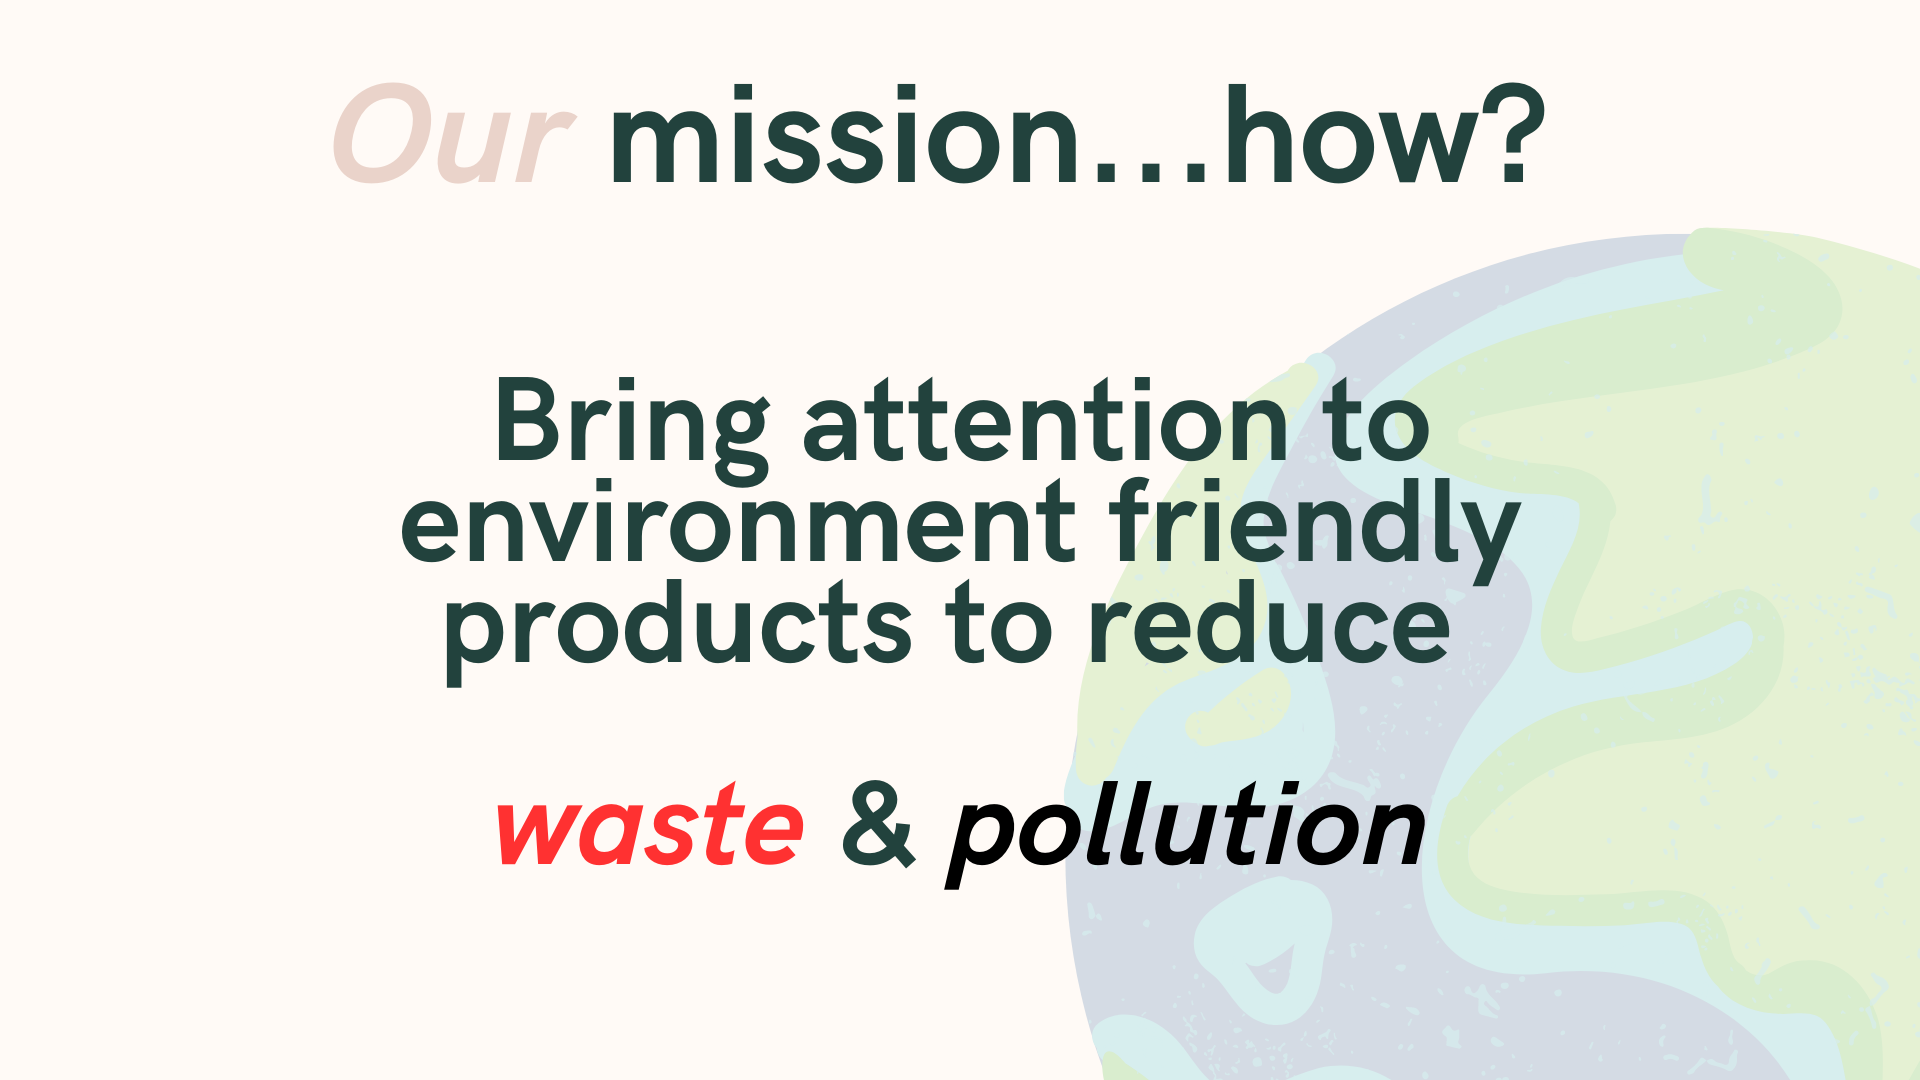 Our mission...how?
Bring attention to
environment friendly
products to reduce
waste & pollution